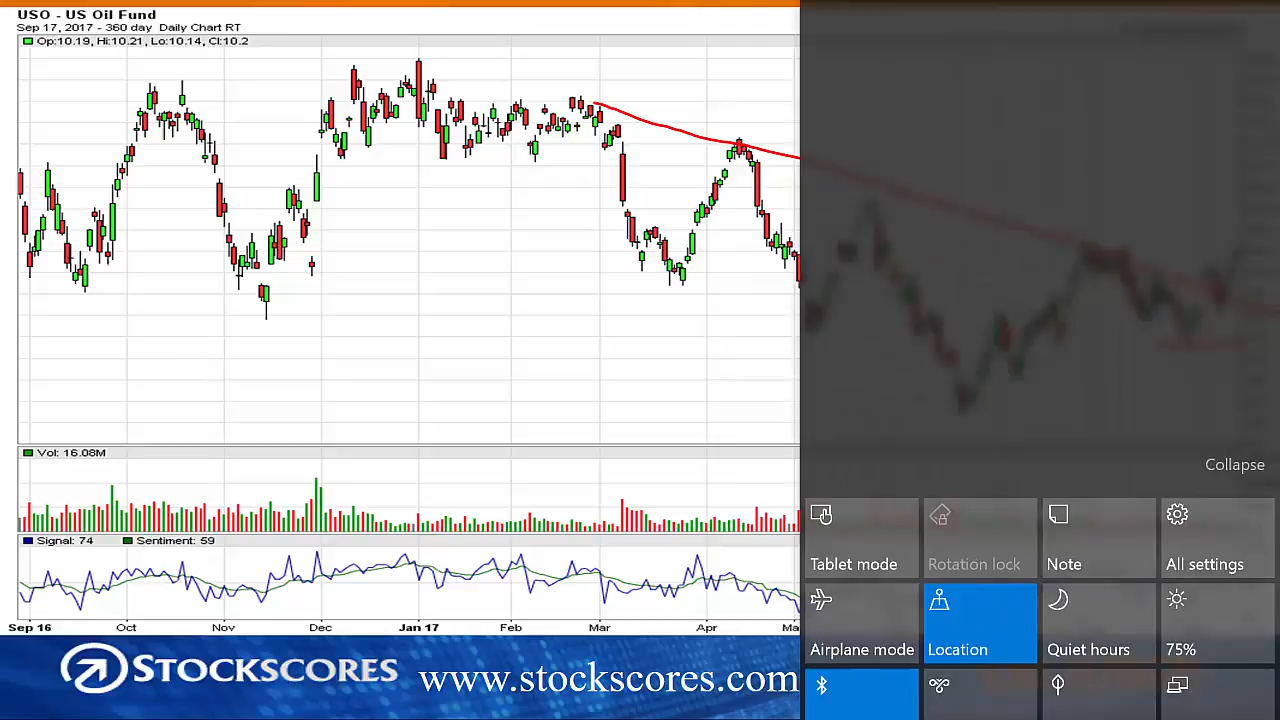 USO - US Oil Fund
Sep 17, 2017 - 360 day Daily Chart RT
Op:10.19, Hi:10.21, Lo:10.14, Cl:10.2
Vol: 16.08M
Signal: 74 Sentiment: 59
Sep 16 Oct Nov Dec Jan 17 Feb Mar Apr Ma
STOCKSCORES www.stockscores.com
Collapse
Tablet mode Rotation lock Note All settings
Airplane mode Location Quiet hours 75%